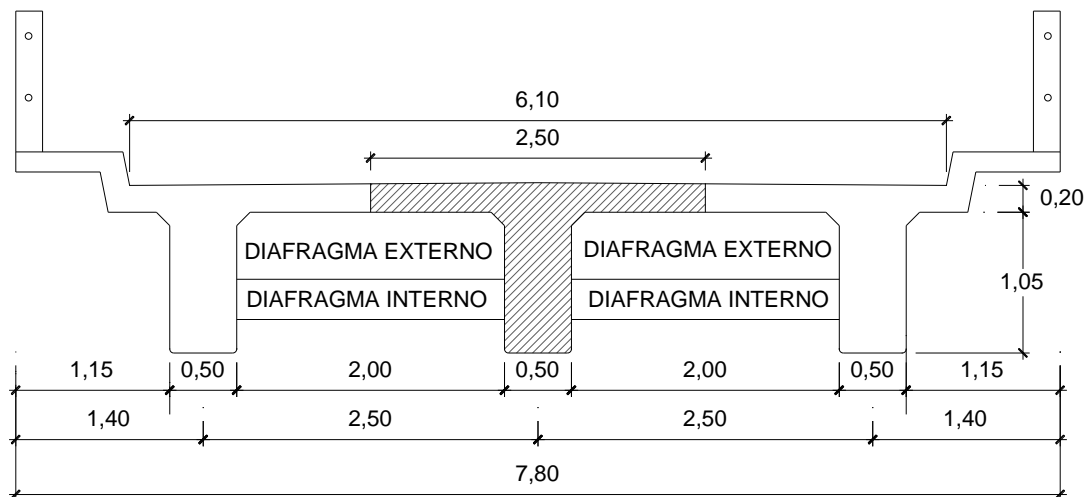 6,10
2,50
0,20
DIAFRAGMA EXTERNO DIAFRAGMA EXTERNO
1,05
DIAFRAGMA INTERNO DIAFRAGMA INTERNO
1,15 0,50 2,00 0,50 2,00 0,50 1,15
1,40 2,50 2,50 1,40
7,80